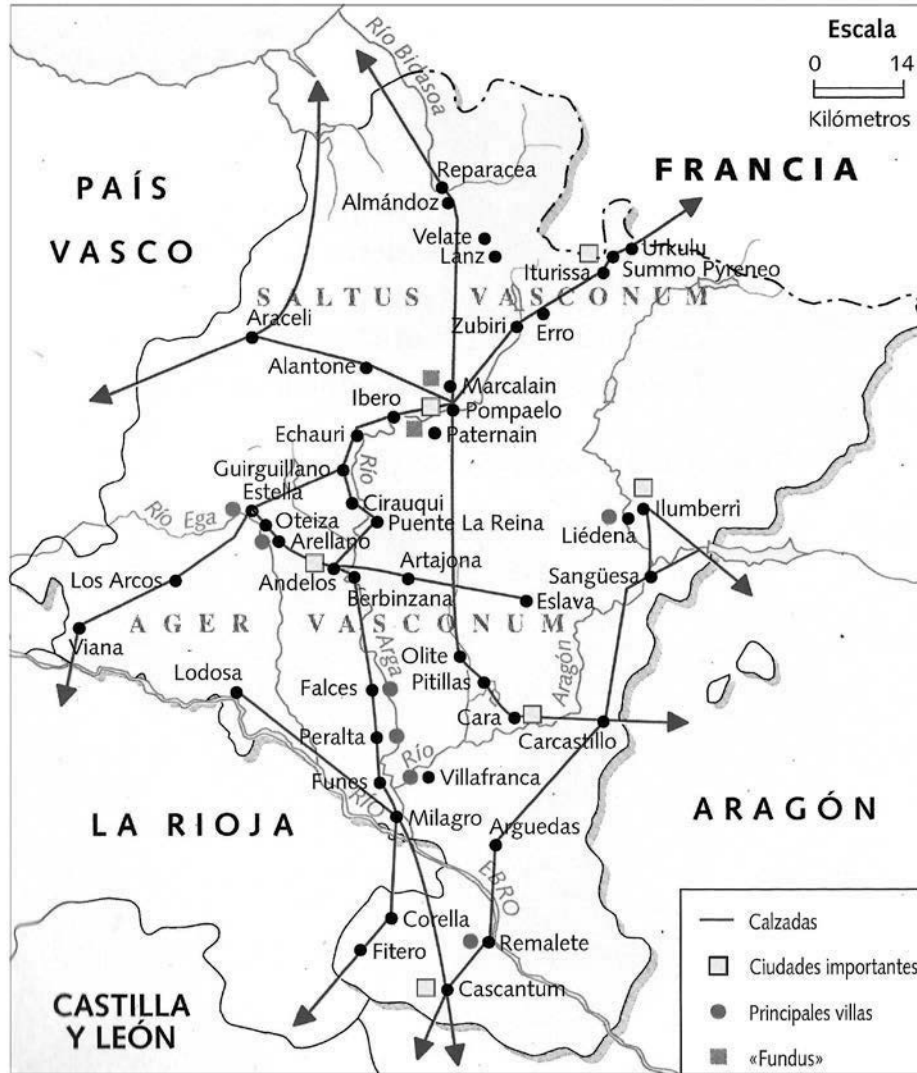 Escala
0 14
Kilómetros
Río Bidasoa
PAÍS
VASCO
FRANCIA
Reparacea
Almándoz
Velate
Lanz
Urkulu
Summo Pyreneo
Iturissa
SALTUS VASCONUM
Araceli
Zubiri
Erro
Alantone
Marcalain
Ibero
Pompaelo
Echauri
Paternain
Guirguillano
Río
Estella
Cirauqui
Ilumberri
Río Ega
Oteiza
Puente La Reina
Liédena
Arellano
Artajona
Sangüesa
Los Arcos
Andelos
Berbinzana
Eslava
AGER VASCONUM
Viana
Arga
Aragón
Olite
Lodosa
Pitillas
Falces
Cara
Carcastillo
Peralta
Río
Funes
Villafranca
RÍO
LA RIOJA
Milagro
ARAGÓN
Arguedas
EBRO
Corella
Remalete
Fitero
Cascantum
CASTILLA
Y LEÓN
Calzadas
Ciudades importantes
Principales villas
«Fundus»